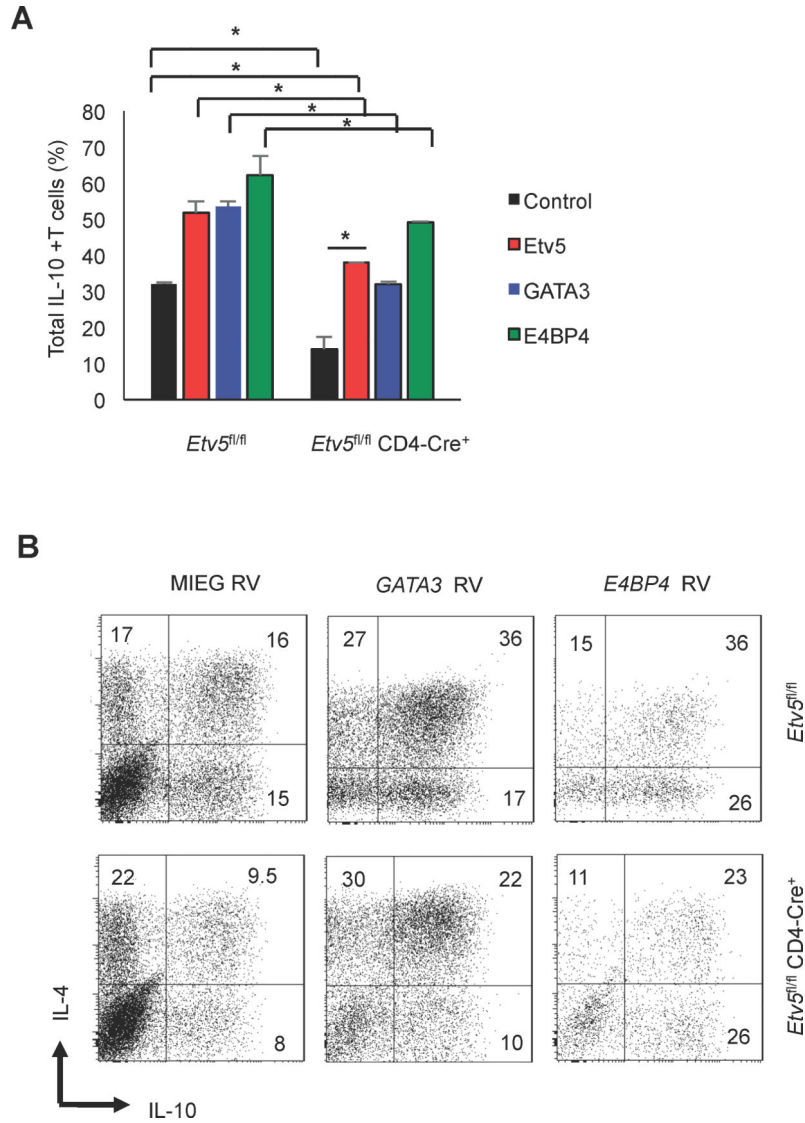 A
* 
*
*
*
*
80
70
60
50
40
30
20
10
0
Total IL-10 +T cells (%)
*
Control
Etv5
GATA3
E4BP4
Etv5fl/fl
Etv5fl/fl CD4-Cre+
B
MIEG RV
GATA3 RV
E4BP4 RV
17
16
15
27
36
17
15
36
26
Etv5fl/fl
22
9.5
8
30
22
10
11
23
26
Etv5fl/fl CD4-Cre+
IL-4
IL-10